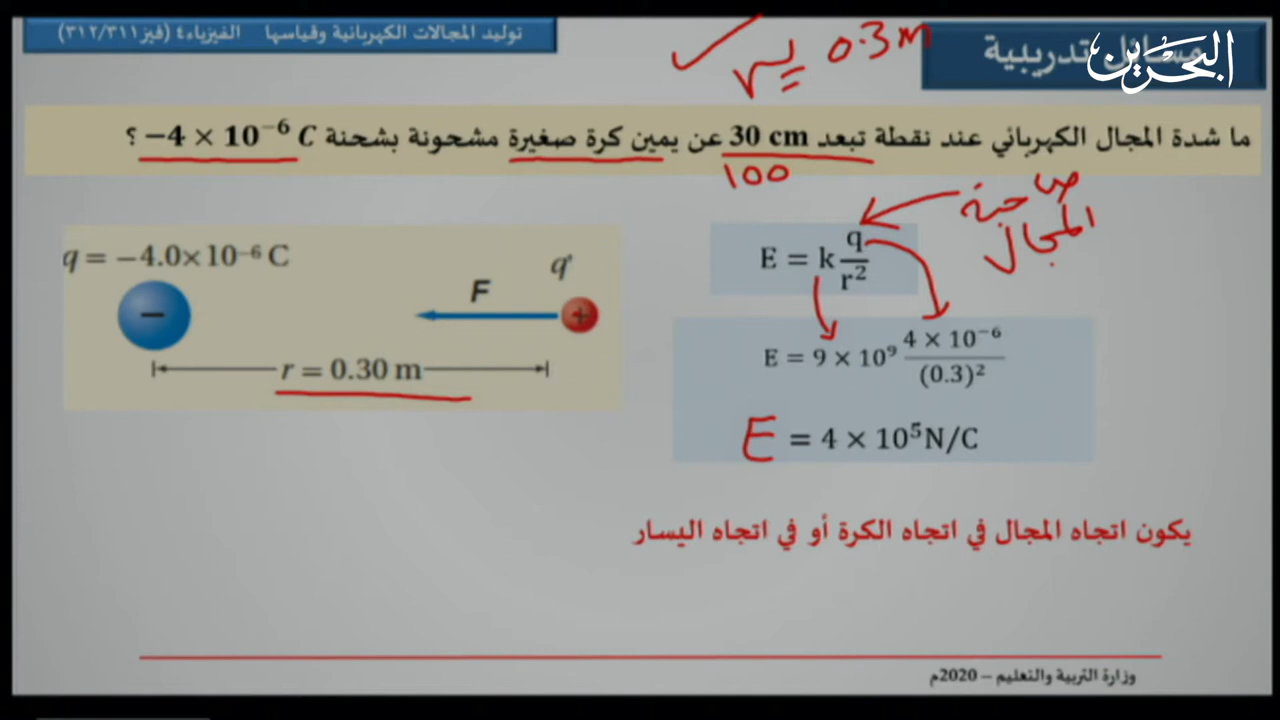 توليد المجالات الكهربائية وقياسها الفيزياء٤ (فيز٣١١/٣١٢)
مسائل تدريبية
البحرين
0.3 m
ما شدة المجال الكهربائي عند نقطة تبعد 30 cm عن يمين كرة صغيرة مشحونة بشحنة −4 × 10⁻⁶ C ؟
100
صاحبة
المجال
q = −4.0×10⁻⁶ C
q'
F
−
+
r = 0.30 m
E = k q/r²
E = 9 × 10⁹ 4 × 10⁻⁶/(0.3)²
E = 4 × 10⁵N/C
يكون اتجاه المجال في اتجاه الكرة أو في اتجاه اليسار
وزارة التربية والتعليم – 2020م